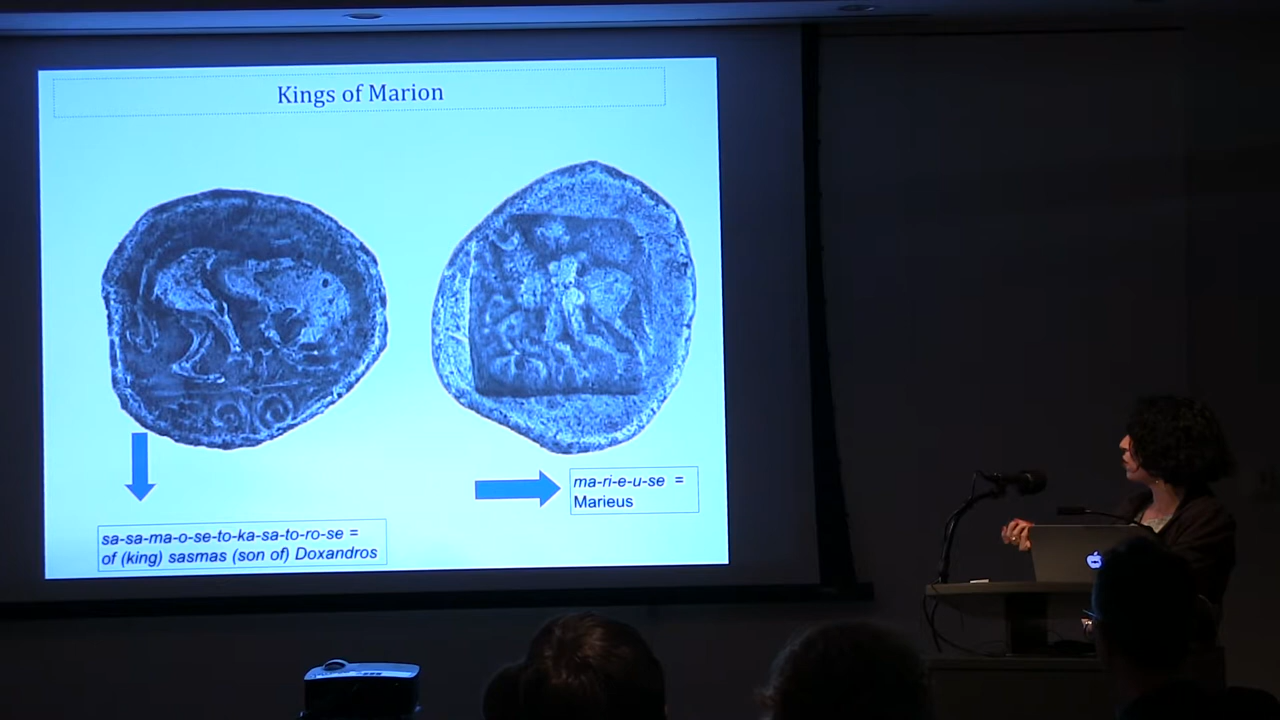 Kings of Marion
ma-ri-e-u-se =
Marieus
sa-sa-ma-o-se-to-ka-sa-to-ro-se =
of (king) sasmas (son of) Doxandros